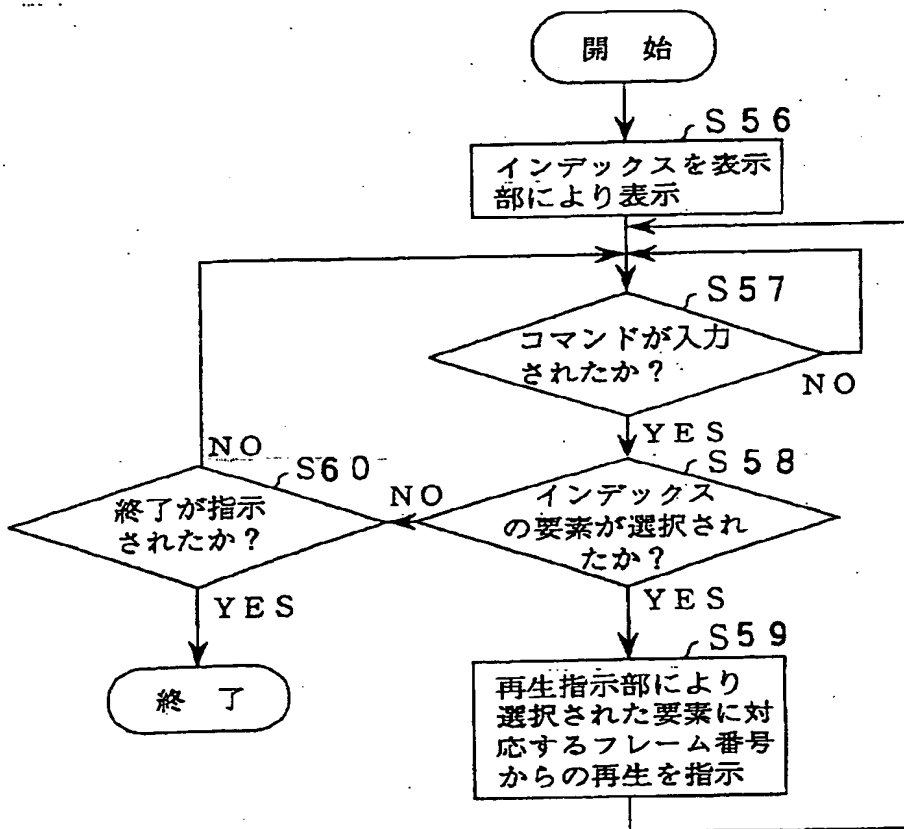 開 始
S56
インデックスを表示
部により表示
S57
コマンドが入力
されたか?
NO
YES
S58
インデックス
の要素が選択され
たか?
NO
YES
S60
終了が指示
されたか?
NO
YES
終 了
S59
再生指示部により
選択された要素に対
応するフレーム番号
からの再生を指示